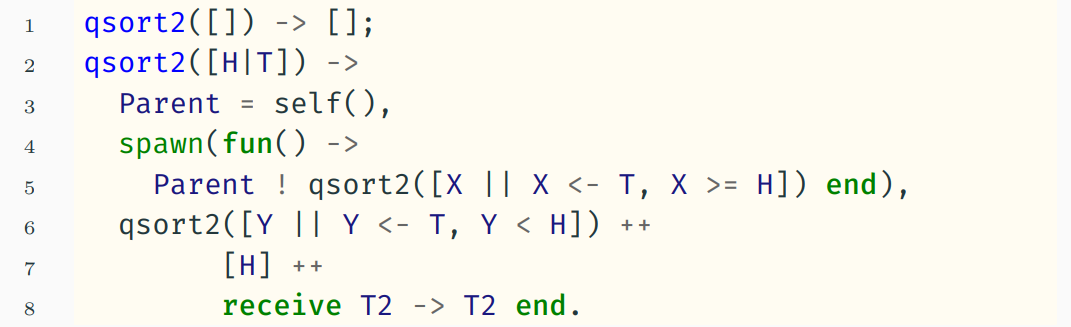 1 qsort2([]) -> [];
2 qsort2([H|T]) ->
3 Parent = self(),
4 spawn(fun() ->
5 Parent ! qsort2([X || X <- T, X >= H]) end),
6 qsort2([Y || Y <- T, Y < H]) ++
7 [H] ++
8 receive T2 -> T2 end.